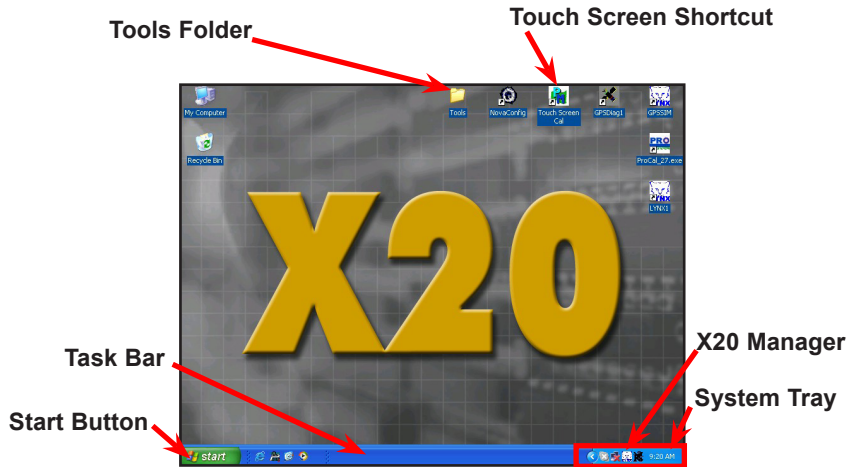 Touch Screen Shortcut
Tools Folder
My Computer
Tools
NovaConfig
Touch Screen
Cal
GPSDiag1
GPSSIM
Recycle Bin
PRO
ProCal_27.exe
LYNX1
X20
X20 Manager
Task Bar
System Tray
Start Button
start
9:20 AM